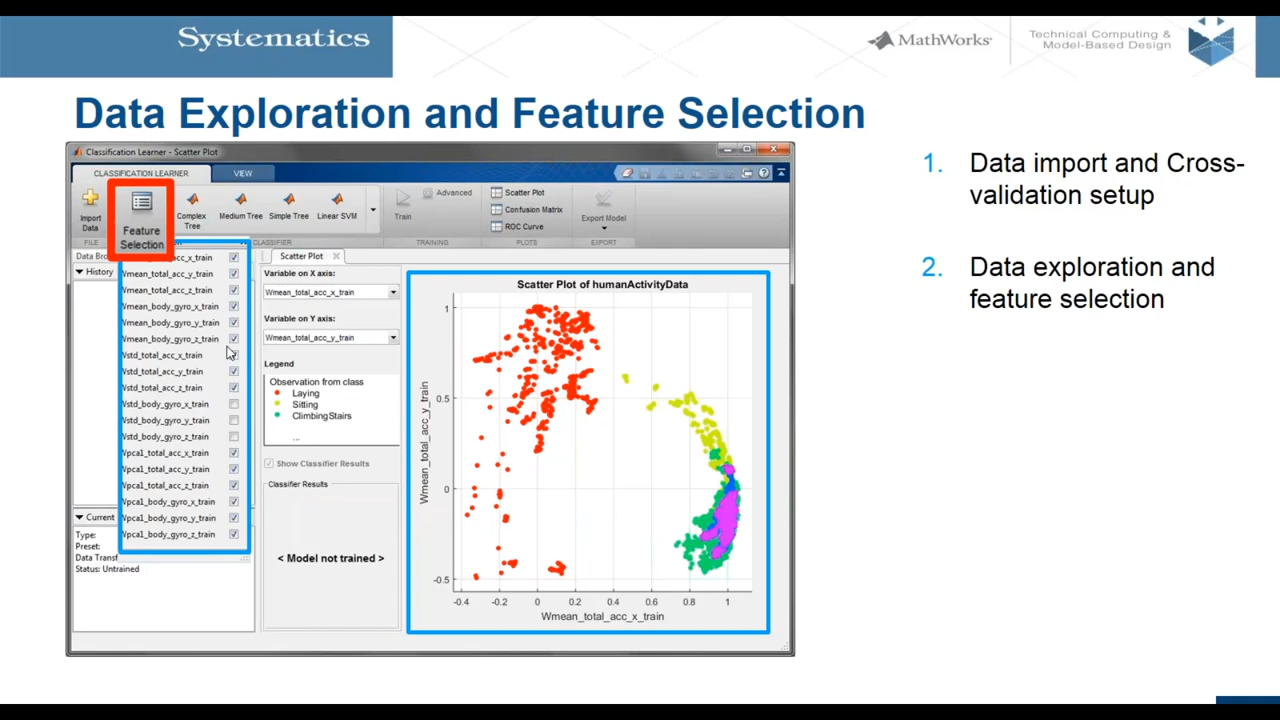 Systematics
MathWorks
Technical Computing &
Model-Based Design
Data Exploration and Feature Selection
Classification Learner - Scatter Plot
CLASSIFICATION LEARNER
VIEW
Import
Data
Feature
Selection
Complex
Tree
Medium Tree
Simple Tree
Linear SVM
Train
Advanced
Scatter Plot
Confusion Matrix
ROC Curve
Export Model
FILE
CLASSIFIER
TRAINING
PLOTS
EXPORT
Data Bro
History
Wmean_total_acc_y_train
Wmean_total_acc_z_train
Wmean_body_gyro_x_train
Wmean_body_gyro_y_train
Wmean_body_gyro_z_train
Wstd_total_acc_x_train
Wstd_total_acc_y_train
Wstd_total_acc_z_train
Wstd_body_gyro_x_train
Wstd_body_gyro_y_train
Wstd_body_gyro_z_train
Wpca1_total_acc_x_train
Wpca1_total_acc_y_train
Wpca1_total_acc_z_train
Wpca1_body_gyro_x_train
Wpca1_body_gyro_y_train
Wpca1_body_gyro_z_train
Current
Type:
Preset:
Data Transf
Status: Untrained
Scatter Plot
Variable on X axis:
Wmean_total_acc_x_train
Variable on Y axis:
Wmean_total_acc_y_train
Legend
Observation from class
Laying
Sitting
ClimbingStairs
...
Show Classifier Results
Classifier Results
< Model not trained >
Scatter Plot of humanActivityData
1
0.5
0
-0.5
Wmean_total_acc_y_train
-0.4 -0.2 0 0.2 0.4 0.6 0.8 1
Wmean_total_acc_x_train
1. Data import and Cross-
validation setup
2. Data exploration and
feature selection